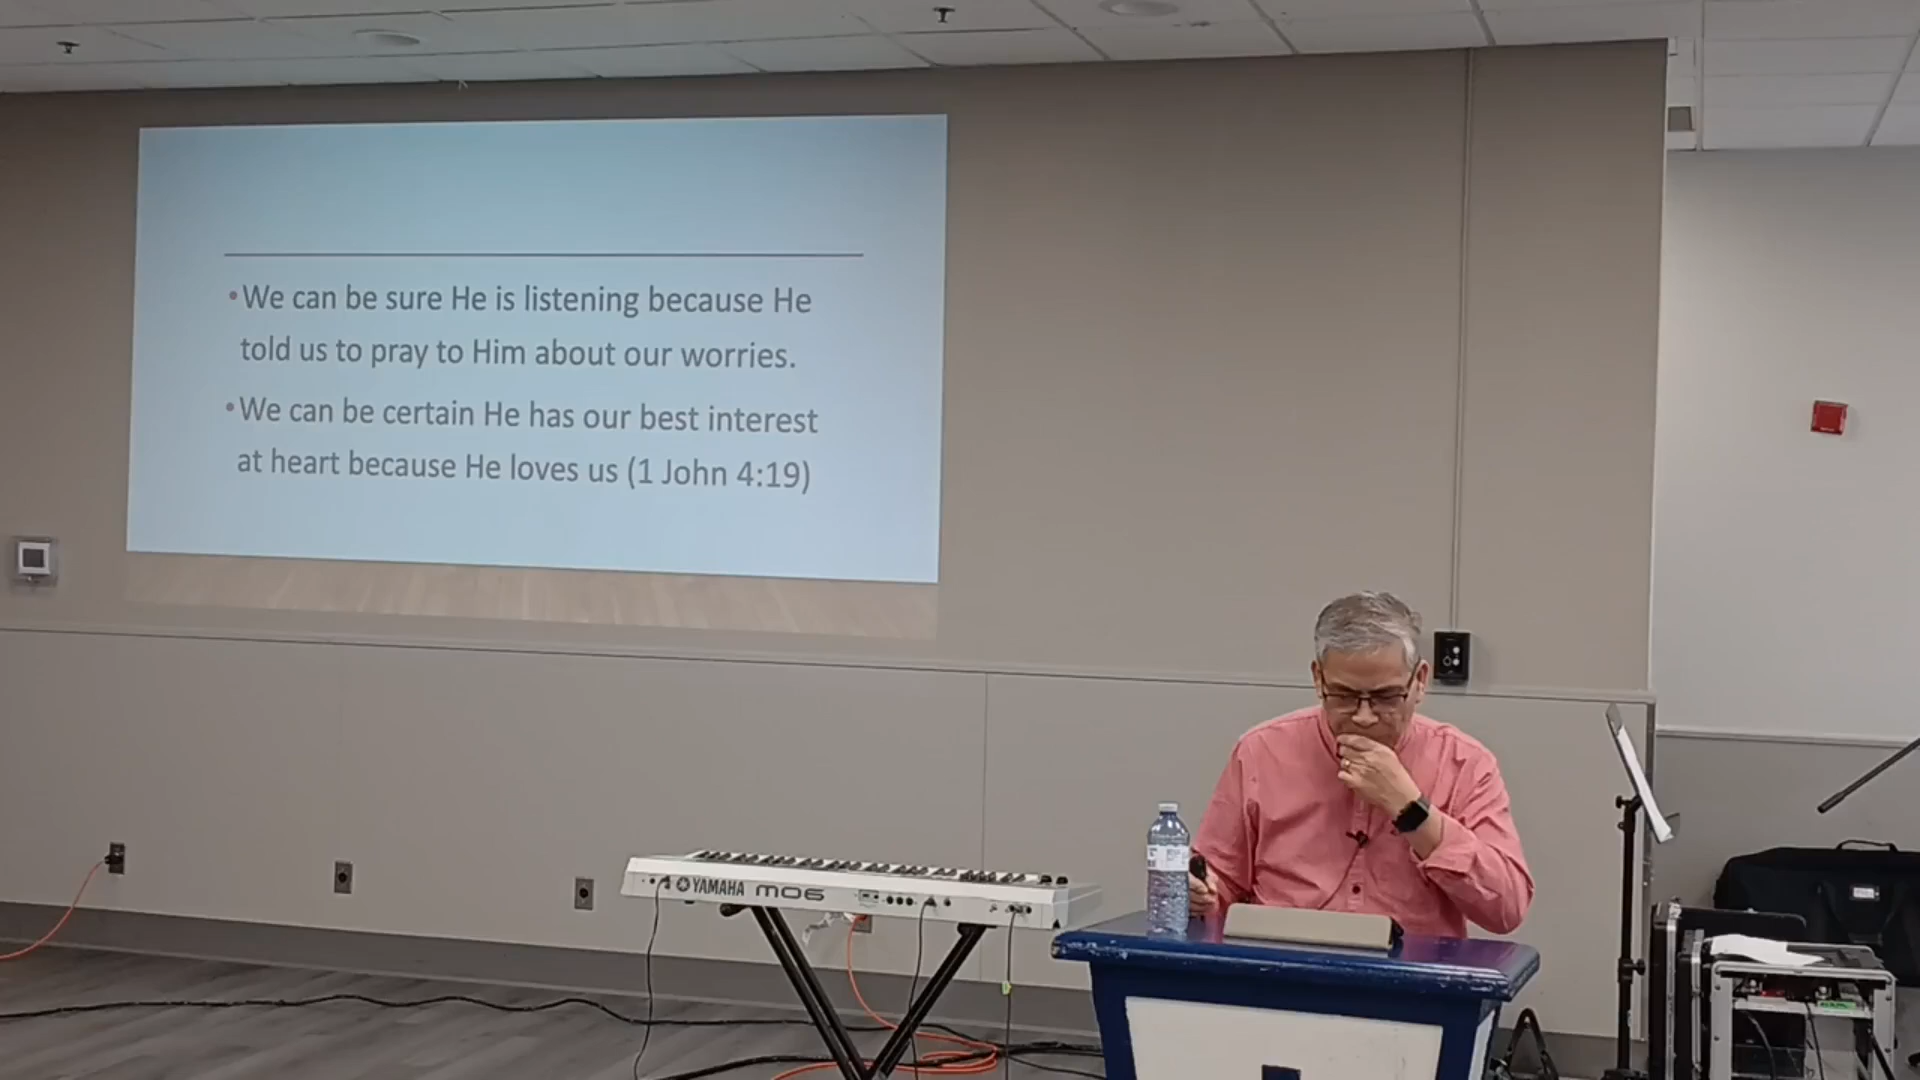 •We can be sure He is listening because He
told us to pray to Him about our worries.
•We can be certain He has our best interest
at heart because He loves us (1 John 4:19)
YAMAHA MO6